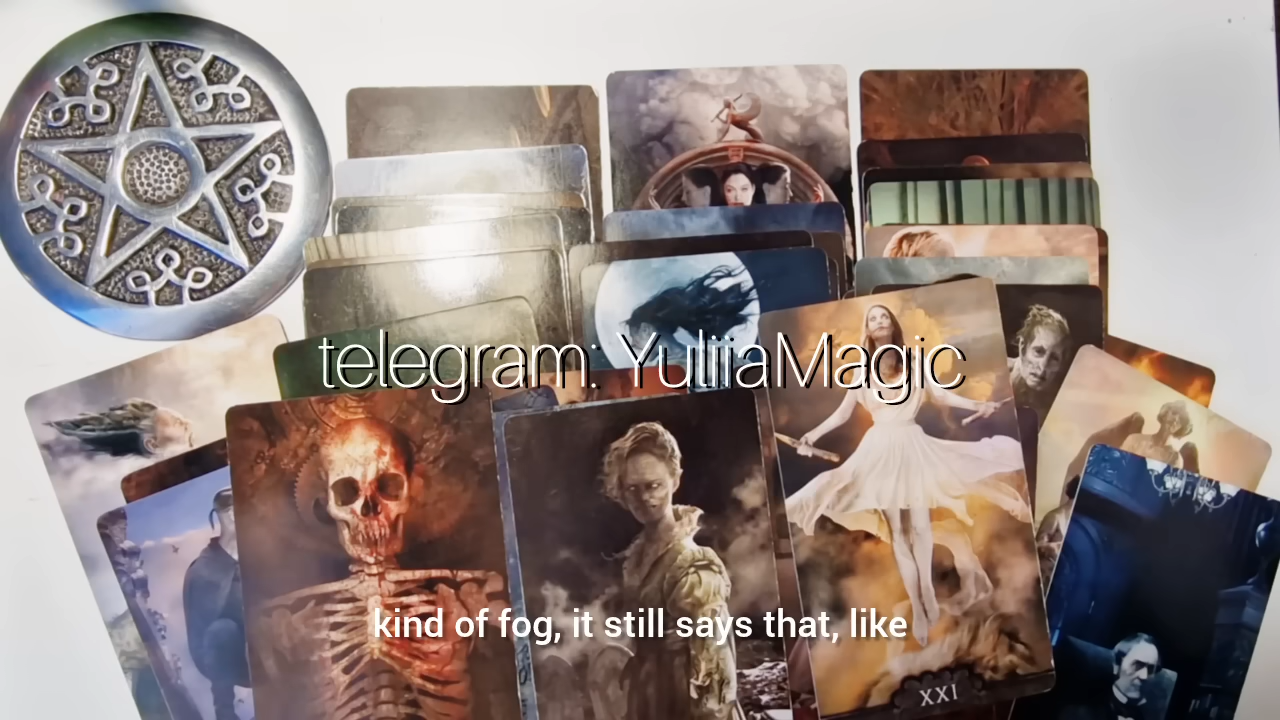 telegram: YuliiaMagic
kind of fog, it still says that, like
XXI